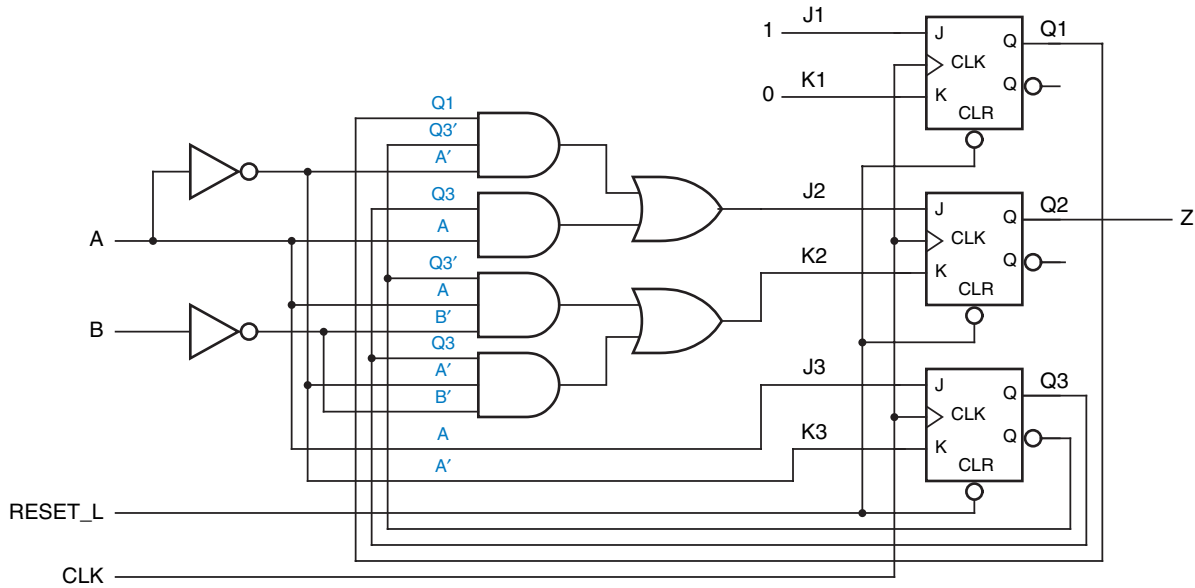 1
J1
J
Q
Q1
CLK
0
K1
K
Q
CLR
Q1
Q3′
A′
Q3
A
Q3′
A
B′
Q3
A′
B′
A
A′
A
B
J2
J
Q
Q2
Z
CLK
K2
K
Q
CLR
J3
J
Q
Q3
CLK
K3
K
Q
CLR
RESET_L
CLK